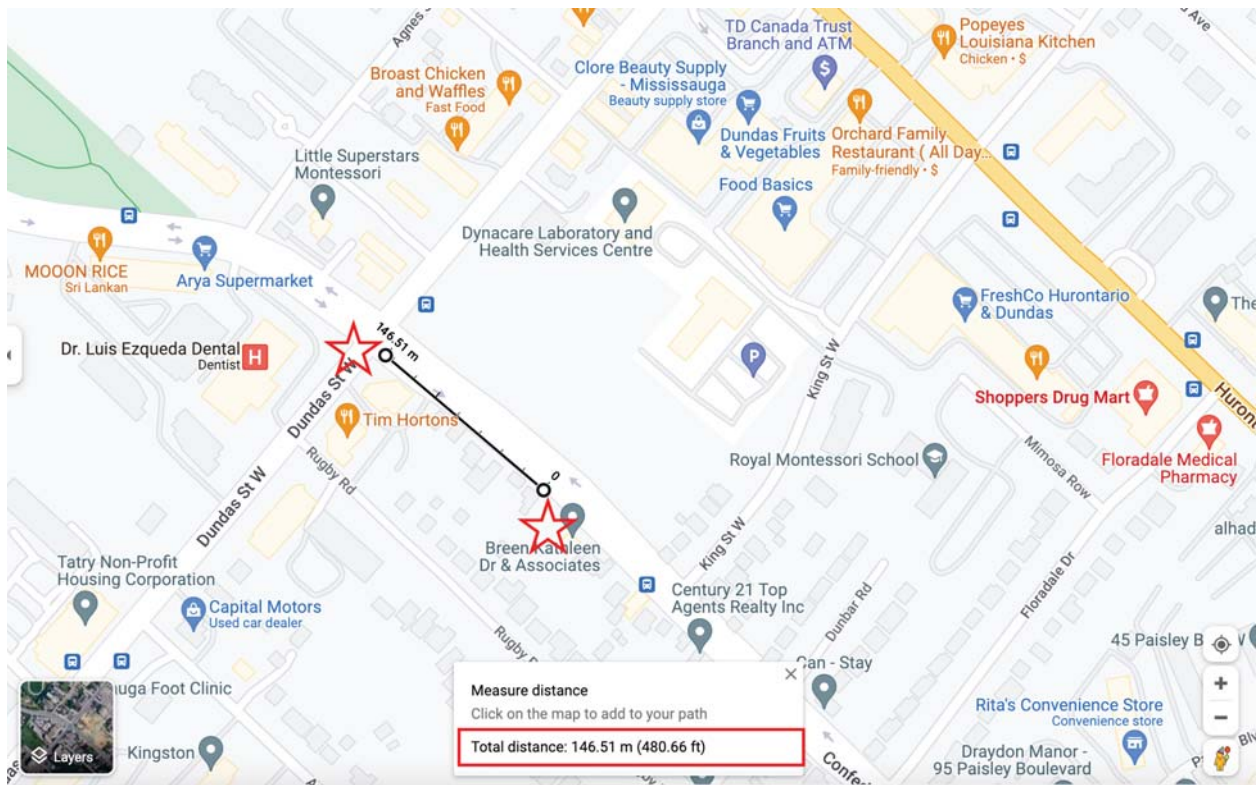 Agnes S
s Ave
TD Canada Trust
Branch and ATM
$
Popeyes
Louisiana Kitchen
Chicken • $
Broast Chicken
and Waffles
Fast Food
Clore Beauty Supply
- Mississauga
Beauty supply store
Dundas Fruits
& Vegetables
Orchard Family
Restaurant ( All Day...
Family-friendly • $
Little Superstars
Montessori
Food Basics
Dynacare Laboratory and
Health Services Centre
MOOON RICE
Sri Lankan
Arya Supermarket
FreshCo Hurontario
& Dundas
The
146.51 m
Dr. Luis Ezqueda Dental
Dentist
H
P
King St W
Dundas St W
Tim Hortons
Shoppers Drug Mart
Huront
Rugby Rd
0
Royal Montessori School
Mimosa Row
Floradale Medical
Pharmacy
Dundas St W
alhad
Breen Kathleen
Dr & Associates
King St W
Tatry Non-Profit
Housing Corporation
Century 21 Top
Agents Realty Inc
Dunbar Rd
Floradale Dr
Capital Motors
Used car dealer
Rugby R
45 Paisley B
W
Can - Stay
uga Foot Clinic
Measure distance
Click on the map to add to your path
Total distance: 146.51 m (480.66 ft)
Rita's Convenience Store
Convenience store
Layers
Kingston
Draydon Manor -
95 Paisley Boulevard
Confe
Blv